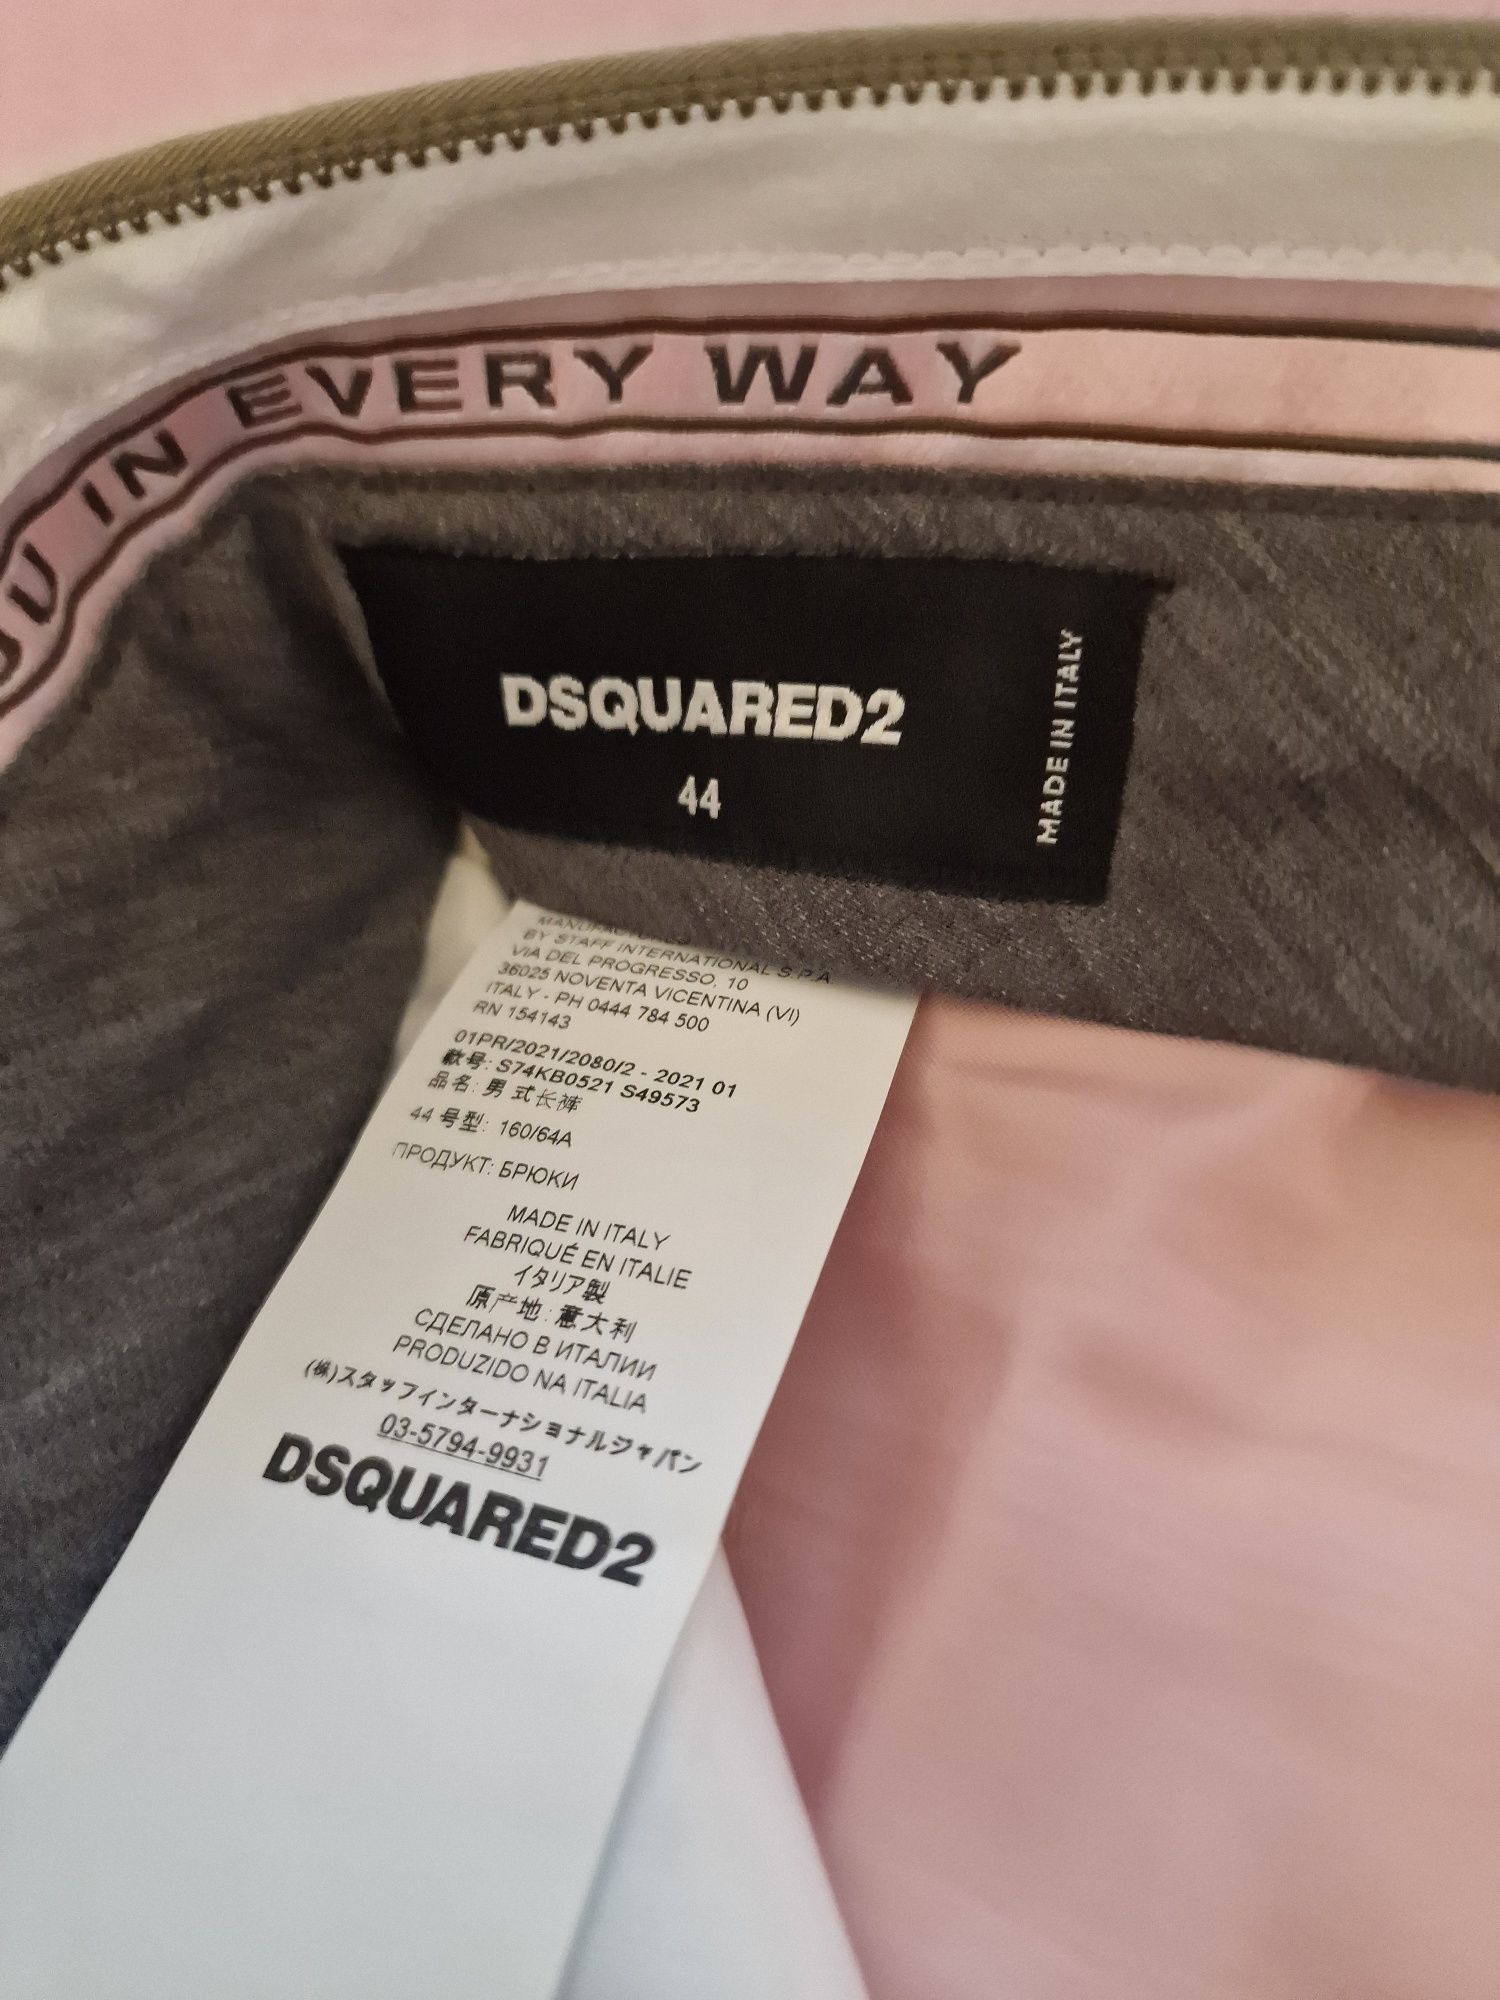 OU IN EVERY WAY
DSQUARED2
44
MADE IN ITALY
BY STAFF INTERNATIONAL S.P.A
VIA DEL PROGRESSO, 10
36025 NOVENTA VICENTINA (VI)
ITALY - PH 0444 784 500
RN 154143
01PR/2021/2080/2 - 2021 01
款号: S74KB0521 S49573
品名: 男式长裤
44 号型: 160/64A
ПРОДУКТ: БРЮКИ
MADE IN ITALY
FABRIQUÉ EN ITALIE
イタリア製
原产地: 意大利
СДЕЛАНО В ИТАЛИИ
PRODUZIDO NA ITALIA
(株)スタッフインターナショナルジャパン
03-5794-9931
DSQUARED2